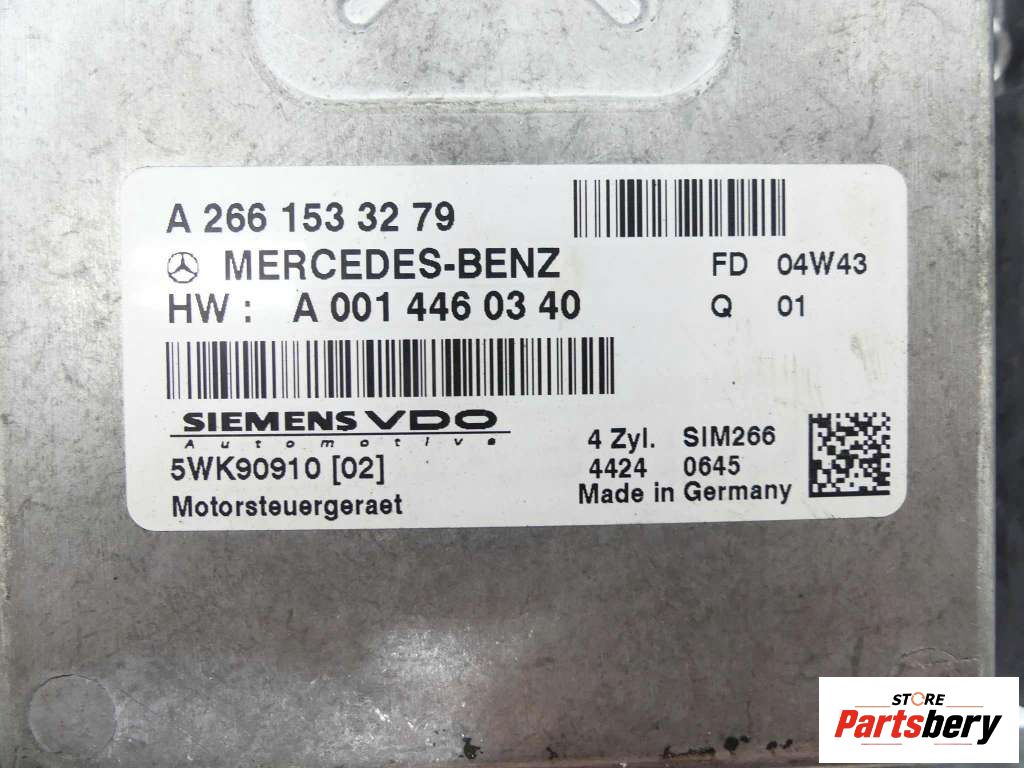 A 266 153 32 79
MERCEDES-BENZ FD 04W43
HW : A 001 446 03 40 Q 01
SIEMENS VDO
Automotive
5WK90910 [02] 4 Zyl. SIM266
4424 0645
Motorsteuergeraet Made in Germany
STORE
Partsbery